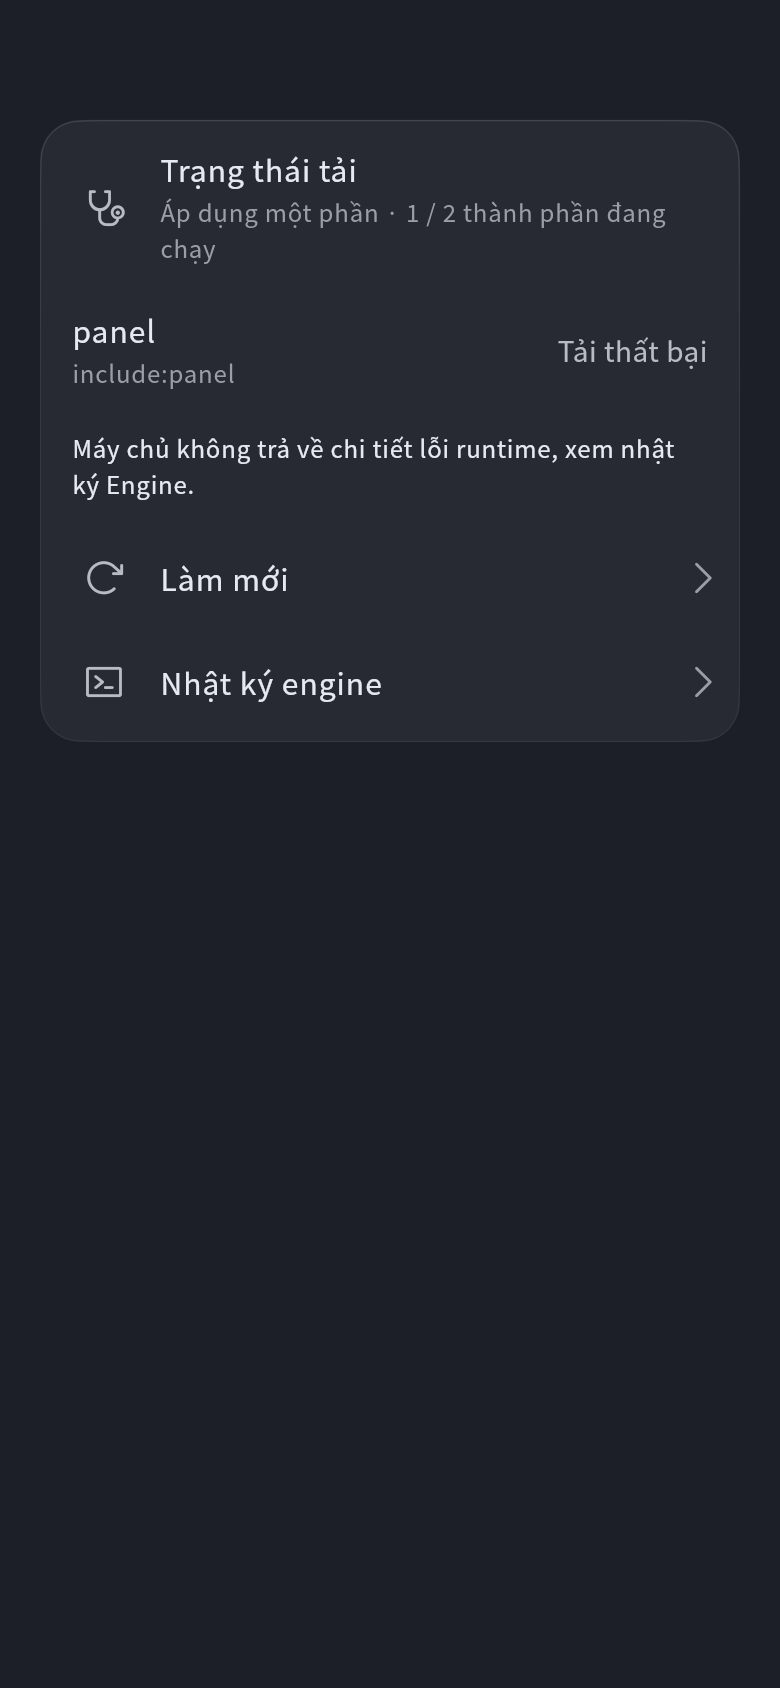 Trạng thái tải
Áp dụng một phần · 1 / 2 thành phần đang
chạy
panel
include:panel
Tải thất bại
Máy chủ không trả về chi tiết lỗi runtime, xem nhật
ký Engine.
Làm mới
Nhật ký engine